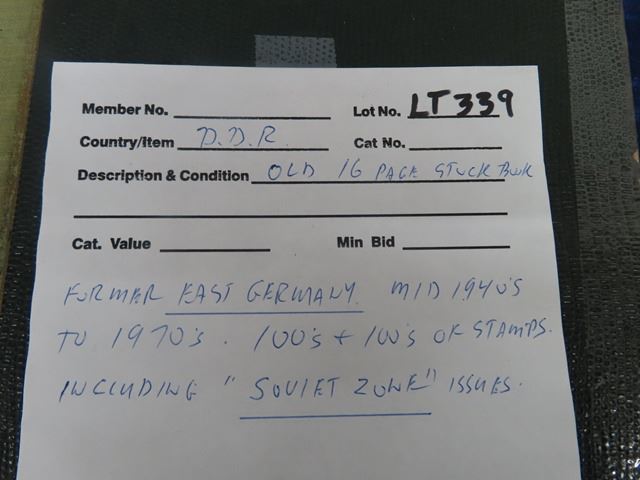 Member No. Lot No. LT339
Country/Item D.D.R. Cat No.
Description & Condition OLD 16 PAGE STOCK BOOK
Cat. Value Min Bid
FORMER EAST GERMANY. MID 1940'S
TO 1970's. 100's + 100's OF STAMPS.
INCLUDING "SOVIET ZONE" ISSUES.